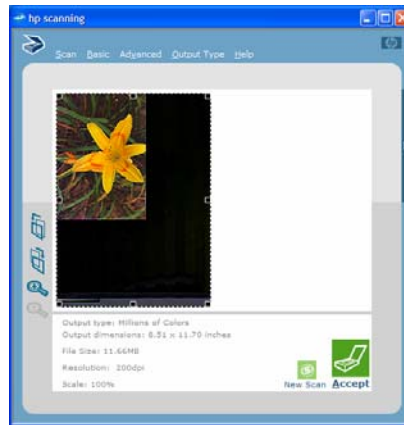 hp scanning
Scan Basic Advanced Output Type Help
Output type: Millions of Colors
Output dimensions: 8.51 x 11.70 inches
File Size: 11.66MB
Resolution: 200dpi
Scale: 100%
New Scan Accept